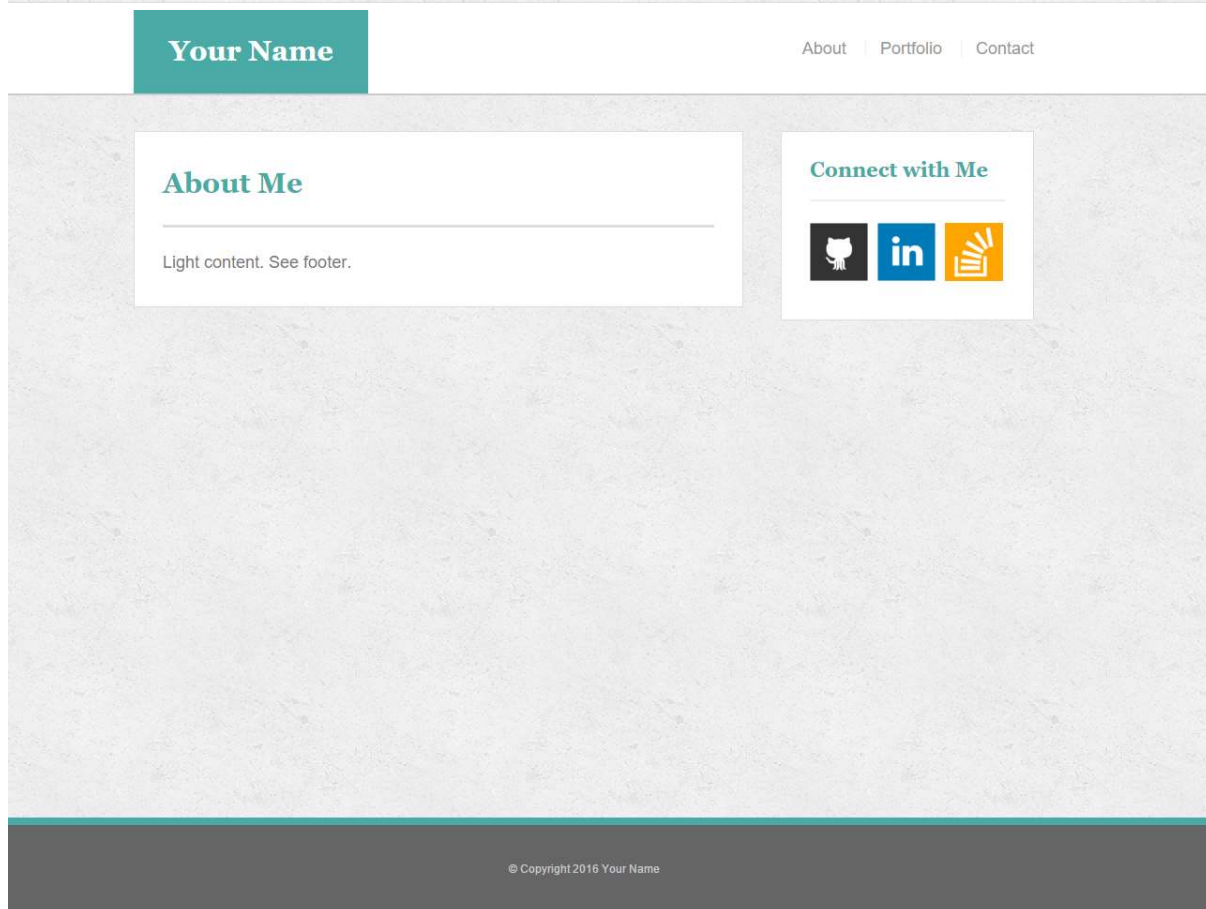 Your Name
About
Portfolio
Contact
About Me
Light content. See footer.
Connect with Me
in
© Copyright 2016 Your Name